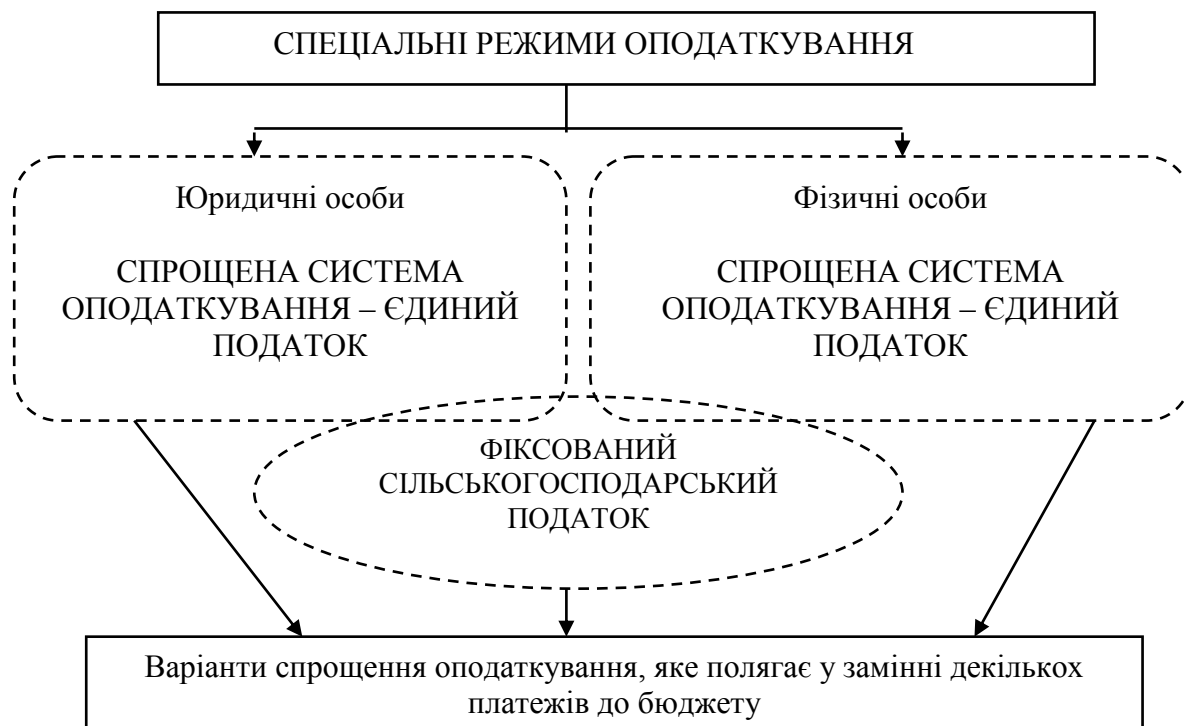 СПЕЦІАЛЬНІ РЕЖИМИ ОПОДАТКУВАННЯ
Юридичні особи
СПРОЩЕНА СИСТЕМА
ОПОДАТКУВАННЯ – ЄДИНИЙ
ПОДАТОК
Фізичні особи
СПРОЩЕНА СИСТЕМА
ОПОДАТКУВАННЯ – ЄДИНИЙ
ПОДАТОК
ФІКСОВАНИЙ
СІЛЬСЬКОГОСПОДАРСЬКИЙ
ПОДАТОК
Варіанти спрощення оподаткування, яке полягає у замінні декількох
платежів до бюджету